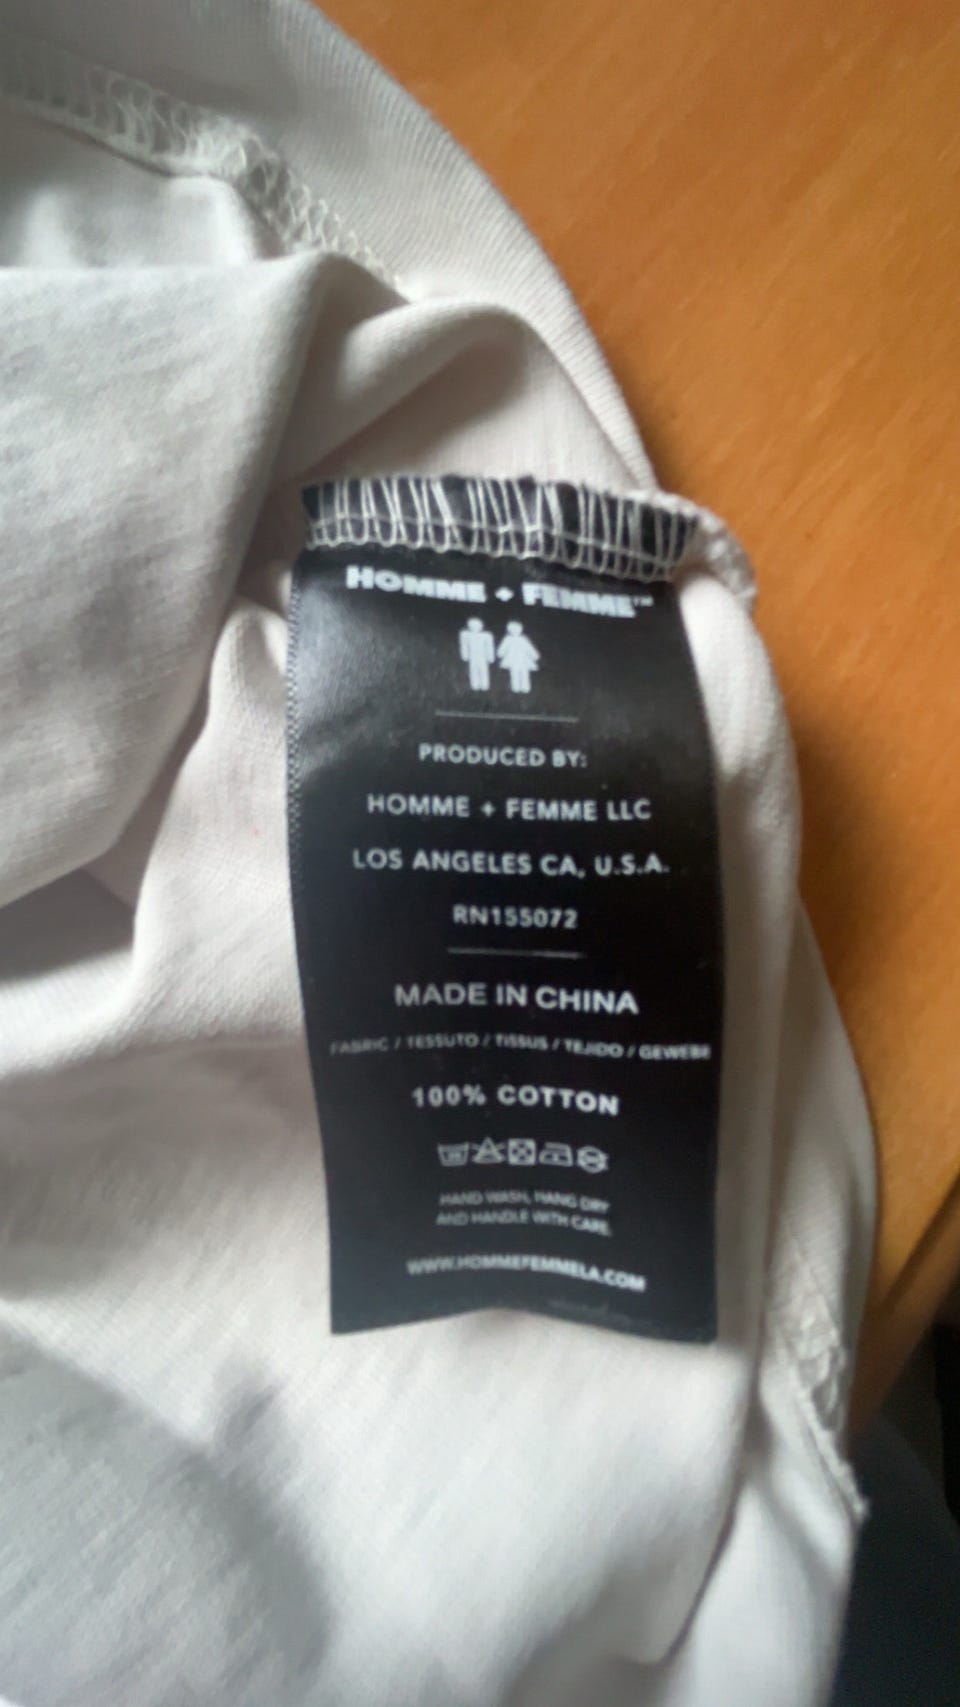 HOMME + FEMME™
PRODUCED BY:
HOMME + FEMME LLC
LOS ANGELES CA, U.S.A.
RN155072
MADE IN CHINA
FABRIC / TESSUTO / TISSUS / TEJIDO / GEWEBE
100% COTTON
HAND WASH, HANG DRY
AND HANDLE WITH CARE.
WWW.HOMMEFEMMELA.COM